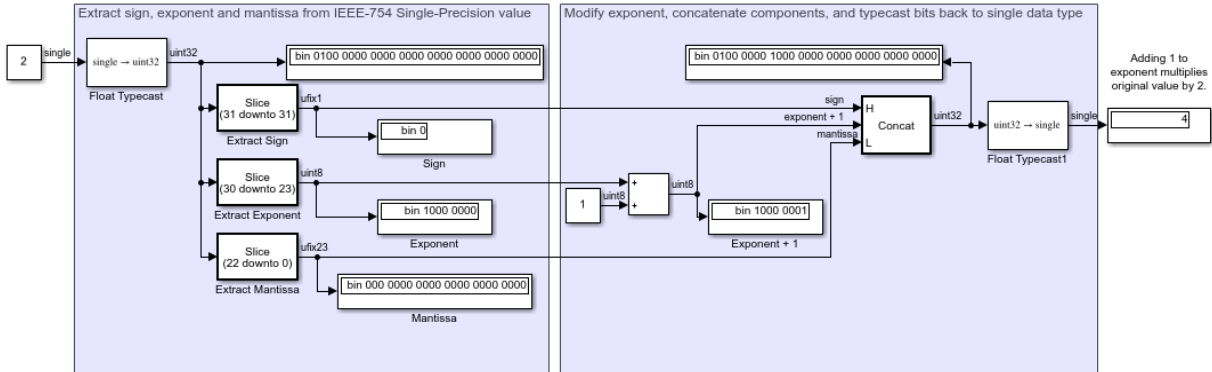 Extract sign, exponent and mantissa from IEEE-754 Single-Precision value
Modify exponent, concatenate components, and typecast bits back to single data type
2
single
single → uint32
Float Typecast
uint32
bin 0100 0000 0000 0000 0000 0000 0000 0000
Slice
(31 downto 31)
Extract Sign
ufix1
bin 0
Sign
Slice
(30 downto 23)
Extract Exponent
uint8
bin 1000 0000
Exponent
Slice
(22 downto 0)
Extract Mantissa
ufix23
bin 000 0000 0000 0000 0000 0000
Mantissa
bin 0100 0000 1000 0000 0000 0000 0000 0000
1
uint8
+
+
uint8
bin 1000 0001
Exponent + 1
sign
exponent + 1
mantissa
H
Concat
L
uint32
uint32 → single
Float Typecast1
single
Adding 1 to
exponent multiplies
original value by 2.
4